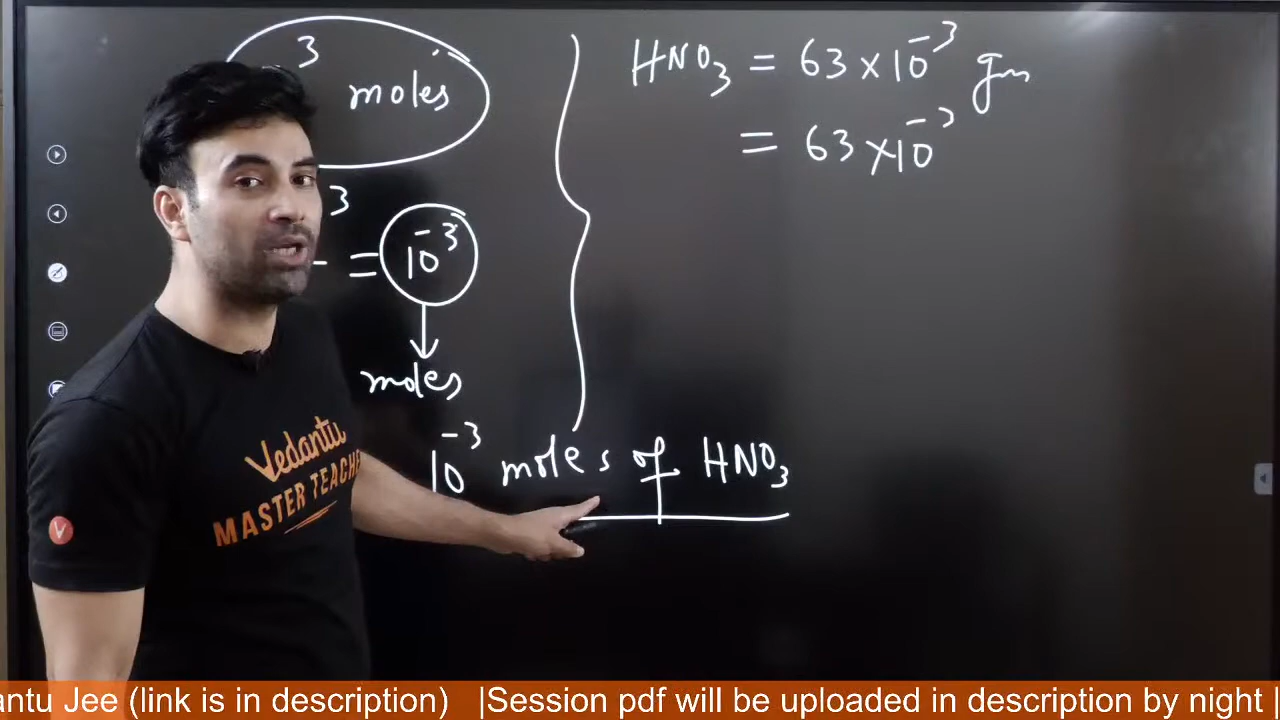 3
moles
3
= 10⁻³
moles
10⁻³ moles of HNO₃
HNO₃ = 63 × 10⁻³ gm
= 63 × 10⁻³
Vedantu
MASTER TEACHE
V
antu Jee (link is in description) |Session pdf will be uploaded in description by night |